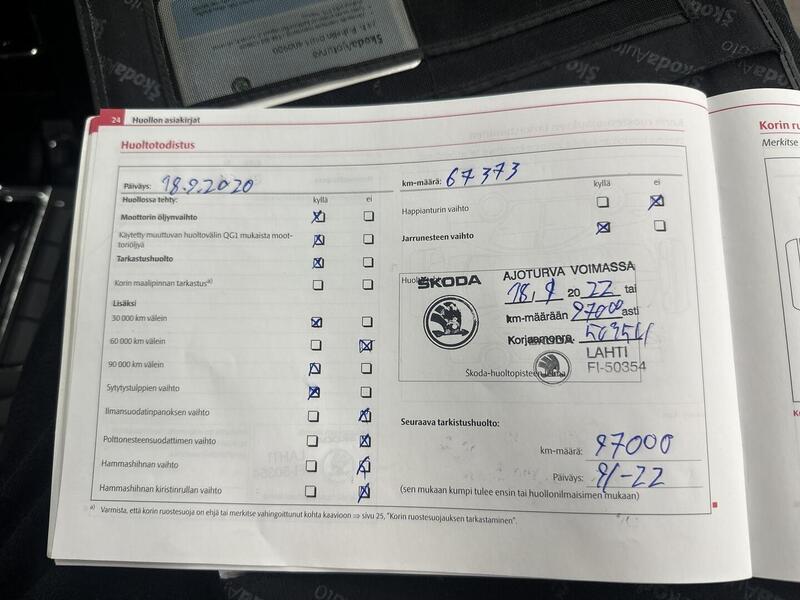 SkodaAjoturva
24 Huollon asiakirjat
Huoltotodistus
Korin ru
Merkitse
Päiväys: 18.9.2020
km-määrä: 67373
Huollossa tehty: kyllä ei
kyllä ei
Moottorin öljynvaihto
Happianturin vaihto
Käytetty muuttuvan huoltovälin QG1 mukaista moot-
toriöljyä
Jarrunesteen vaihto
Tarkastushuolto
Korin maalipinnan tarkastus a)
Lisäksi
30 000 km välein
60 000 km välein
90 000 km välein
Sytytystulppien vaihto
Ilmansuodatinpanoksen vaihto
Polttonesteensuodattimen vaihto
Hammashihnan vaihto
Hammashihnan kiristinrullan vaihto
ŠKODA
AJOTURVA VOIMASSA
18. 9 2022 tai
km-määrään 97000 asti
LAHTI
FI-50354
Škoda-huoltopisteen
Seuraava tarkistushuolto:
km-määrä: 97000
Päiväys: 9/-22
(sen mukaan kumpi tulee ensin tai huollonilmaisimen mukaan)
a) Varmista, että korin ruostesuoja on ehjä tai merkitse vahingoittunut kohta kaavioon ⇒ sivu 25, "Korin ruostesuojauksen tarkastaminen".